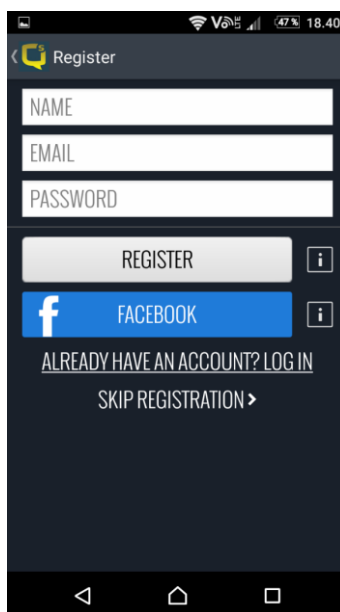 47% 18.40
Register
NAME
EMAIL
PASSWORD
REGISTER
i
FACEBOOK
i
ALREADY HAVE AN ACCOUNT? LOG IN
SKIP REGISTRATION >